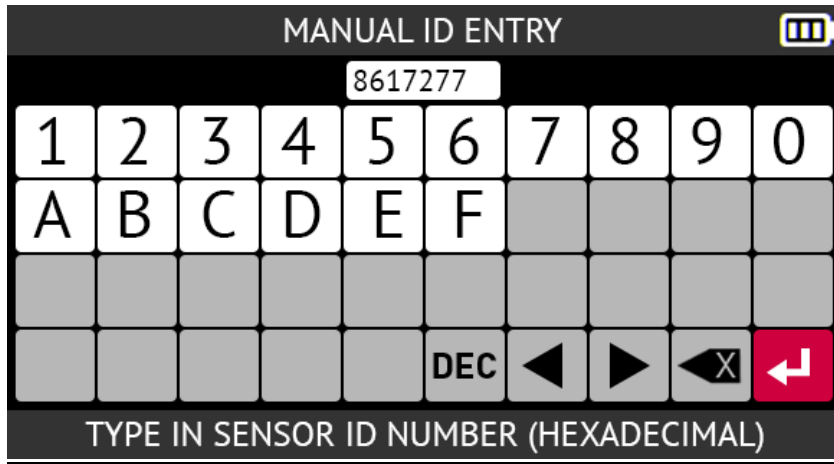 MANUAL ID ENTRY
8617277
1 2 3 4 5 6 7 8 9 0
A B C D E F
DEC X
TYPE IN SENSOR ID NUMBER (HEXADECIMAL)